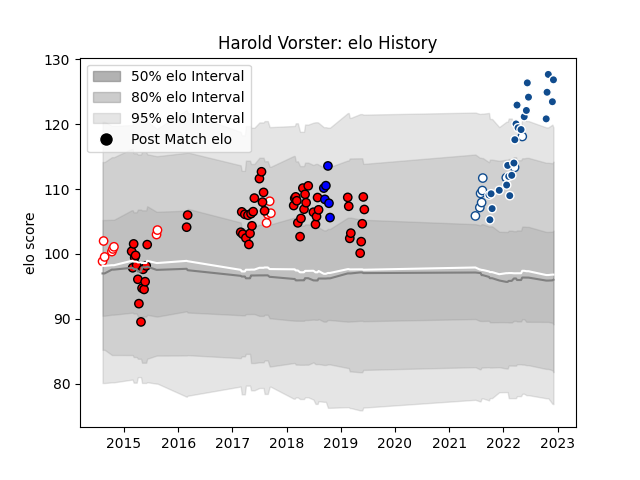 Harold Vorster: elo History
elo score
130
120
110
100
90
80
50% elo Interval
80% elo Interval
95% elo Interval
Post Match elo
2015
2016
2017
2018
2019
2020
2021
2022
2023